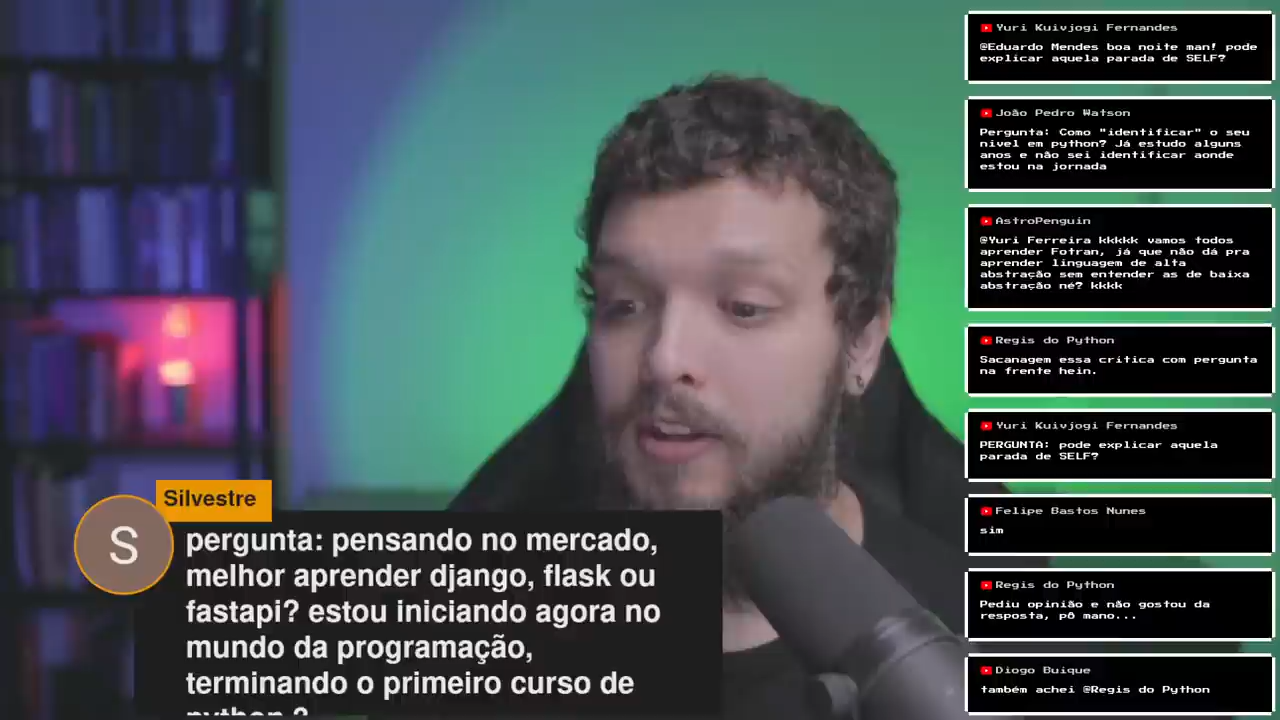 Yuri Kuivjogi Fernandes
@Eduardo Mendes boa noite man! pode
explicar aquela parada de SELF?
João Pedro Watson
Pergunta: Como "identificar" o seu
nivel em python? Já estudo alguns
anos e não sei identificar aonde
estou na jornada
AstroPenguin
@Yuri Ferreira kkkkk vamos todos
aprender Fotran, já que não dá pra
aprender linguagem de alta
abstração sem entender as de baixa
abstração né? kkkk
Regis do Python
Sacanagem essa critica com pergunta
na frente hein.
Yuri Kuivjogi Fernandes
PERGUNTA: pode explicar aquela
parada de SELF?
Felipe Bastos Nunes
sim
Regis do Python
Pediu opinião e não gostou da
resposta, pô mano...
Diogo Buique
também achei @Regis do Python
Silvestre
S
pergunta: pensando no mercado,
melhor aprender django, flask ou
fastapi? estou iniciando agora no
mundo da programação,
terminando o primeiro curso de
python ?